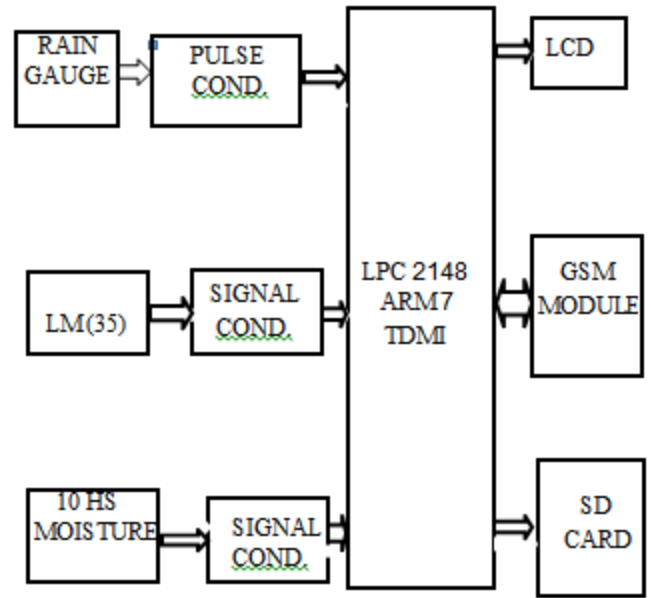 RAIN
GAUGE
PULSE
COND.
LCD
LM(35)
SIGNAL
COND.
LPC 2148
ARM7
TDMI
GSM
MODULE
10 HS
MOISTURE
SIGNAL
COND.
SD
CARD